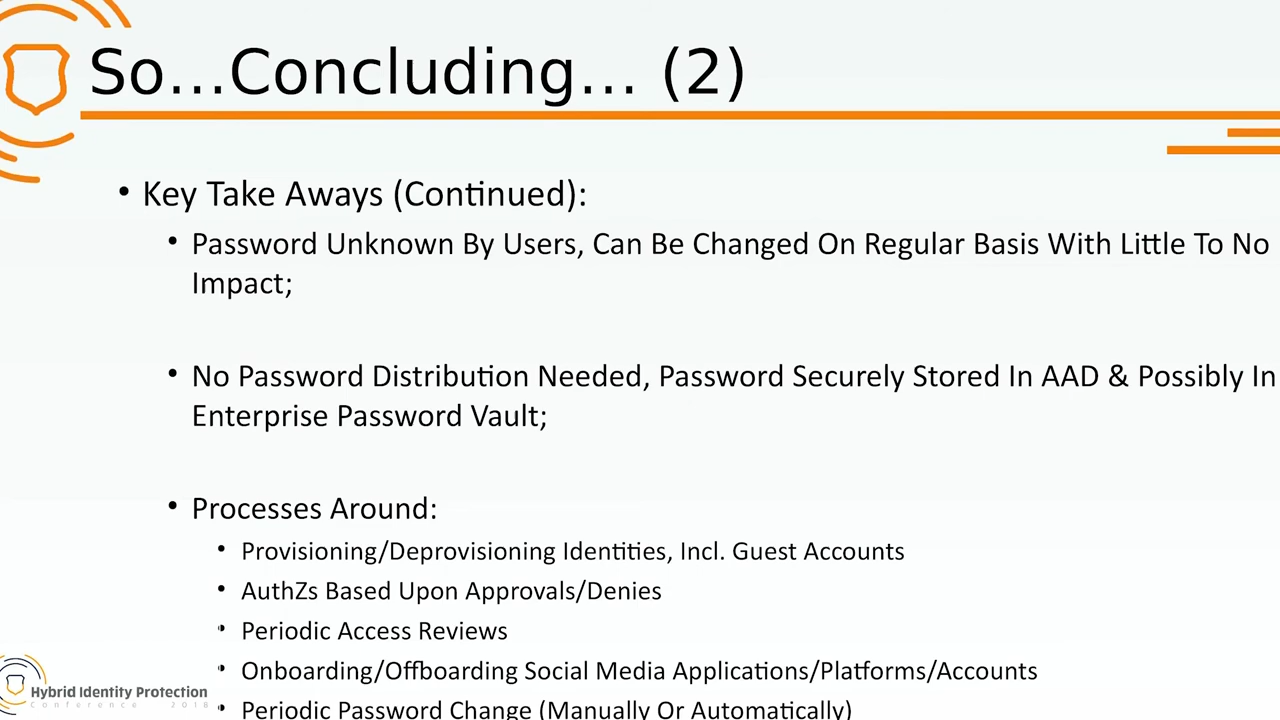 So...Concluding... (2)
• Key Take Aways (Continued):
• Password Unknown By Users, Can Be Changed On Regular Basis With Little To No
Impact;
• No Password Distribution Needed, Password Securely Stored In AAD & Possibly In
Enterprise Password Vault;
• Processes Around:
• Provisioning/Deprovisioning Identities, Incl. Guest Accounts
• AuthZs Based Upon Approvals/Denies
• Periodic Access Reviews
• Onboarding/Offboarding Social Media Applications/Platforms/Accounts
• Periodic Password Change (Manually Or Automatically)
Hybrid Identity Protection
Conference 2018